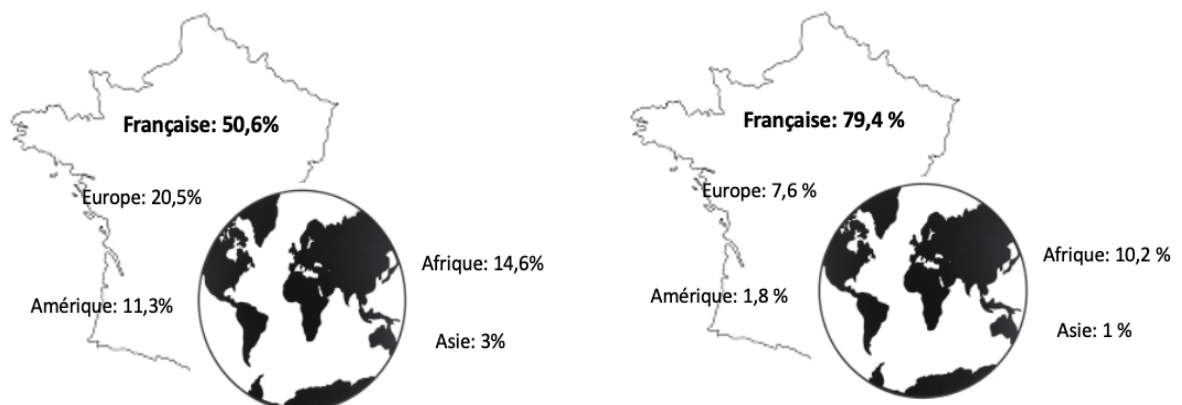 Française: 50,6%
Europe: 20,5%
Afrique: 14,6%
Amérique: 11,3%
Asie: 3%
Française: 79,4 %
Europe: 7,6 %
Afrique: 10,2 %
Amérique: 1,8 %
Asie: 1 %